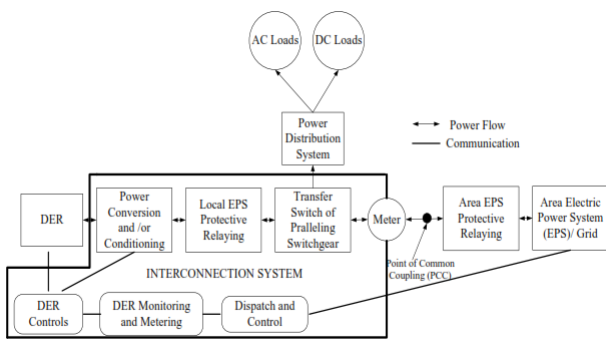 AC Loads
DC Loads
Power
Distribution
System
Power Flow
Communication
DER
Power
Conversion
and /or
Conditioning
Local EPS
Protective
Relaying
Transfer
Switch of
Pralleling
Switchgear
Meter
Area EPS
Protective
Relaying
Area Electric
Power System
(EPS)/ Grid
Point of Common
Coupling (PCC)
INTERCONNECTION SYSTEM
DER
Controls
DER Monitoring
and Metering
Dispatch and
Control